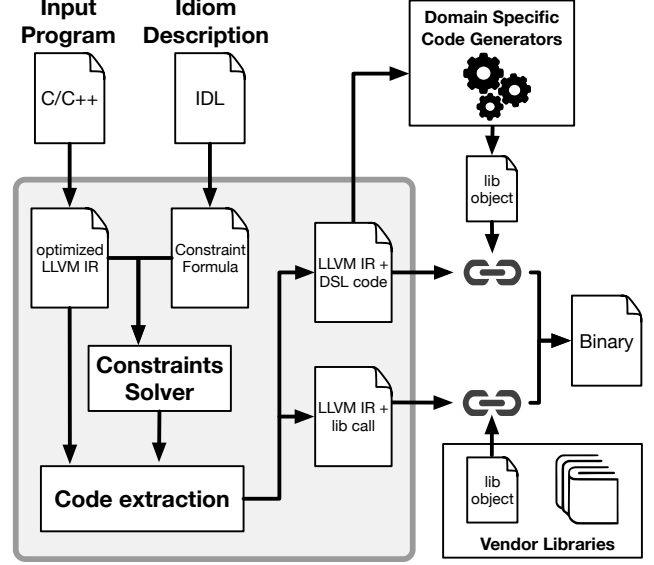 Input
Program
Idiom
Description
Domain Specific
Code Generators
C/C++
IDL
lib
object
optimized
LLVM IR
Constraint
Formula
LLVM IR +
DSL code
Binary
Constraints
Solver
LLVM IR +
lib call
Code extraction
lib
object
Vendor Libraries